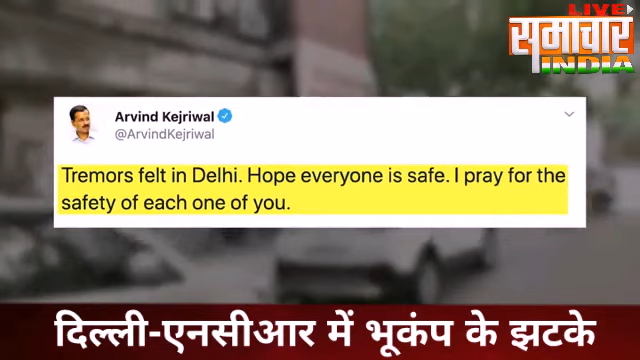 LIVE
समाचार
INDIA
Arvind Kejriwal
@ArvindKejriwal
Tremors felt in Delhi. Hope everyone is safe. I pray for the
safety of each one of you.
दिल्ली-एनसीआर में भूकंप के झटके